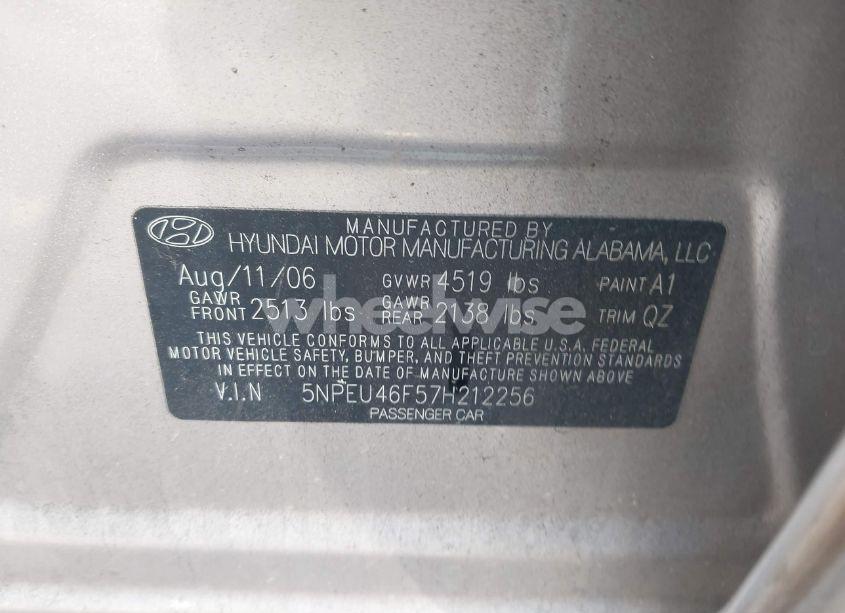 MANUFACTURED BY
HYUNDAI MOTOR MANUFACTURING ALABAMA, LLC
Aug/11/06 GVWR 4519 lbs PAINT A1
GAWR FRONT 2513 lbs GAWR REAR 2138 lbs TRIM QZ
wheelwise
THIS VEHICLE CONFORMS TO ALL APPLICABLE U.S.A. FEDERAL
MOTOR VEHICLE SAFETY, BUMPER, AND THEFT PREVENTION STANDARDS
IN EFFECT ON THE DATE OF MANUFACTURE SHOWN ABOVE.
V.I.N 5NPEU46F57H212256
PASSENGER CAR